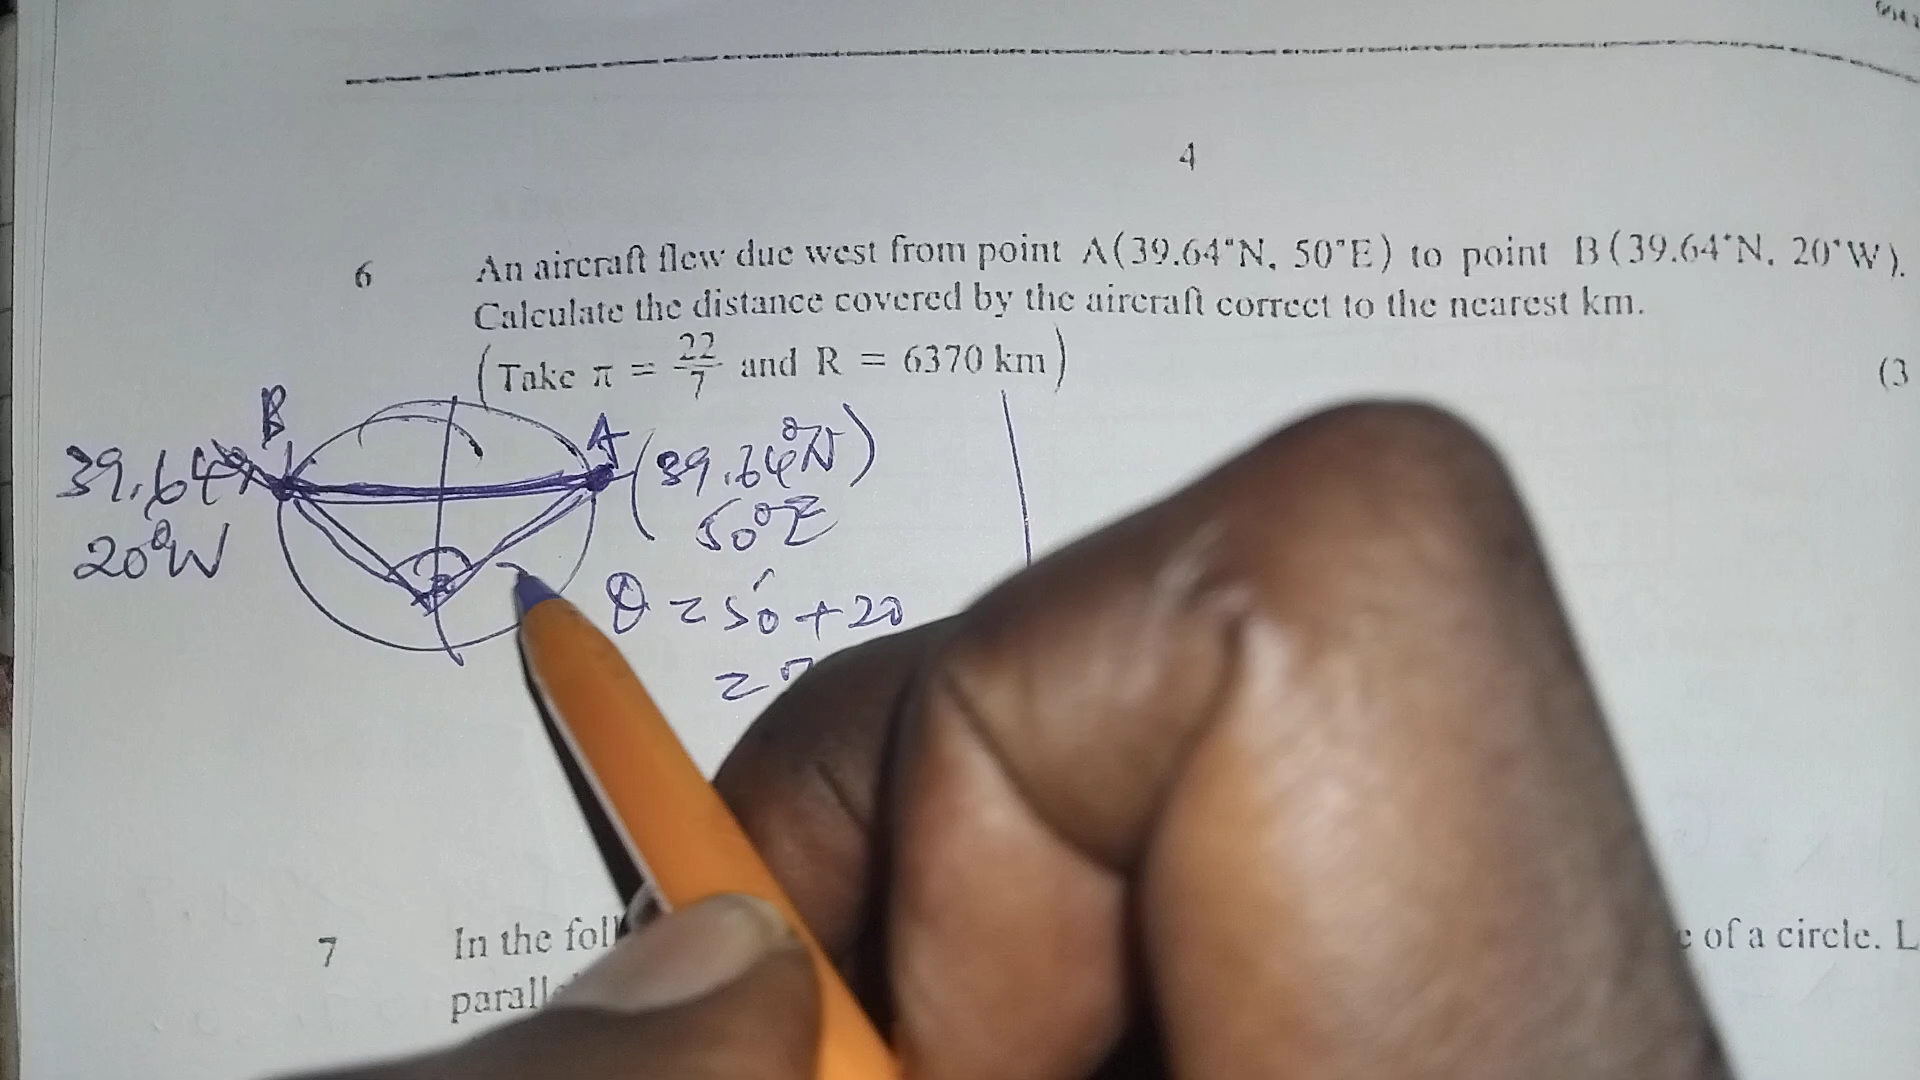 4
6 An aircraft flew due west from point A(39.64°N, 50°E) to point B(39.64°N, 20°W).
Calculate the distance covered by the aircraft correct to the nearest km.
(Take π = 22/7 and R = 6370 km)
(3
B
A
39.64°
20°W
(39.64°N)
50°E
θ = 50 + 20
=
7 In the
of a circle.